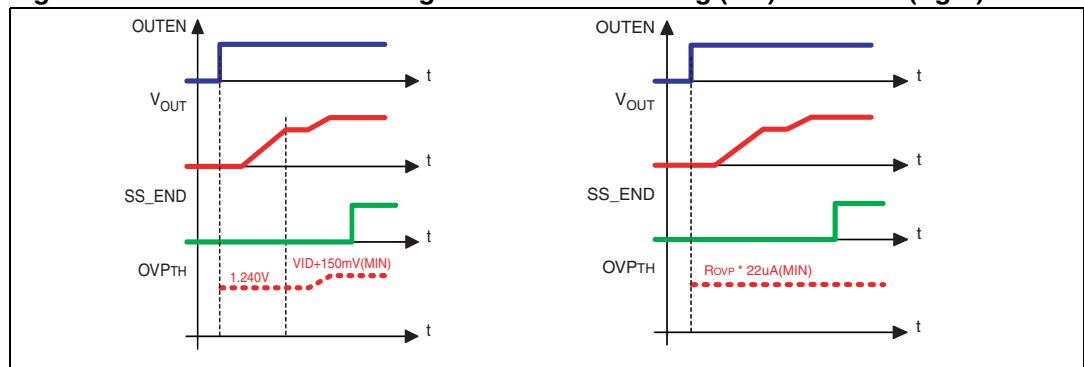 OUTEN
t
VOUT
t
SS_END
t
OVPTH
1.240V
VID+150mV(MIN)
t
OUTEN
t
VOUT
t
SS_END
t
OVPTH
ROVP * 22uA(MIN)
t